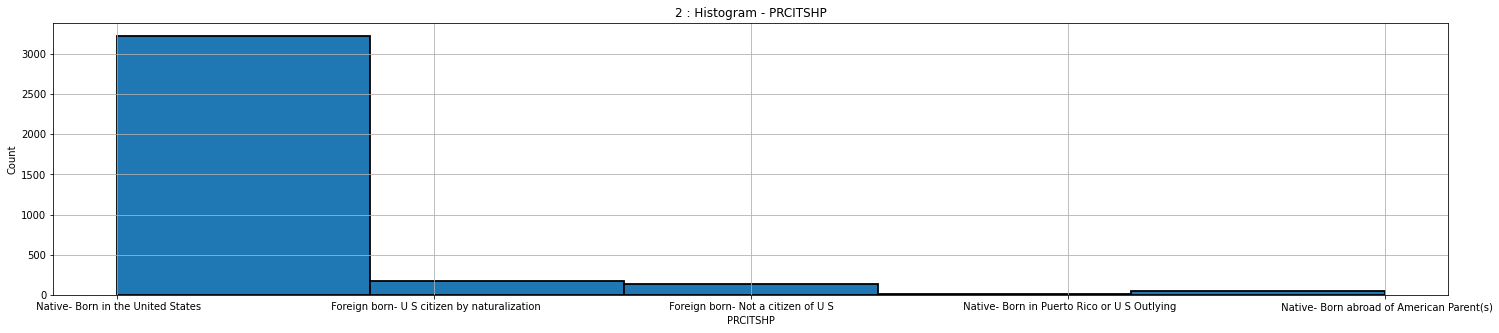 2 : Histogram - PRCITSHP
3000
2500
2000
1500
1000
500
0
Count
Native- Born in the United States
Foreign born- U S citizen by naturalization
Foreign born- Not a citizen of U S
Native- Born in Puerto Rico or U S Outlying
Native- Born abroad of American Parent(s)
PRCITSHP